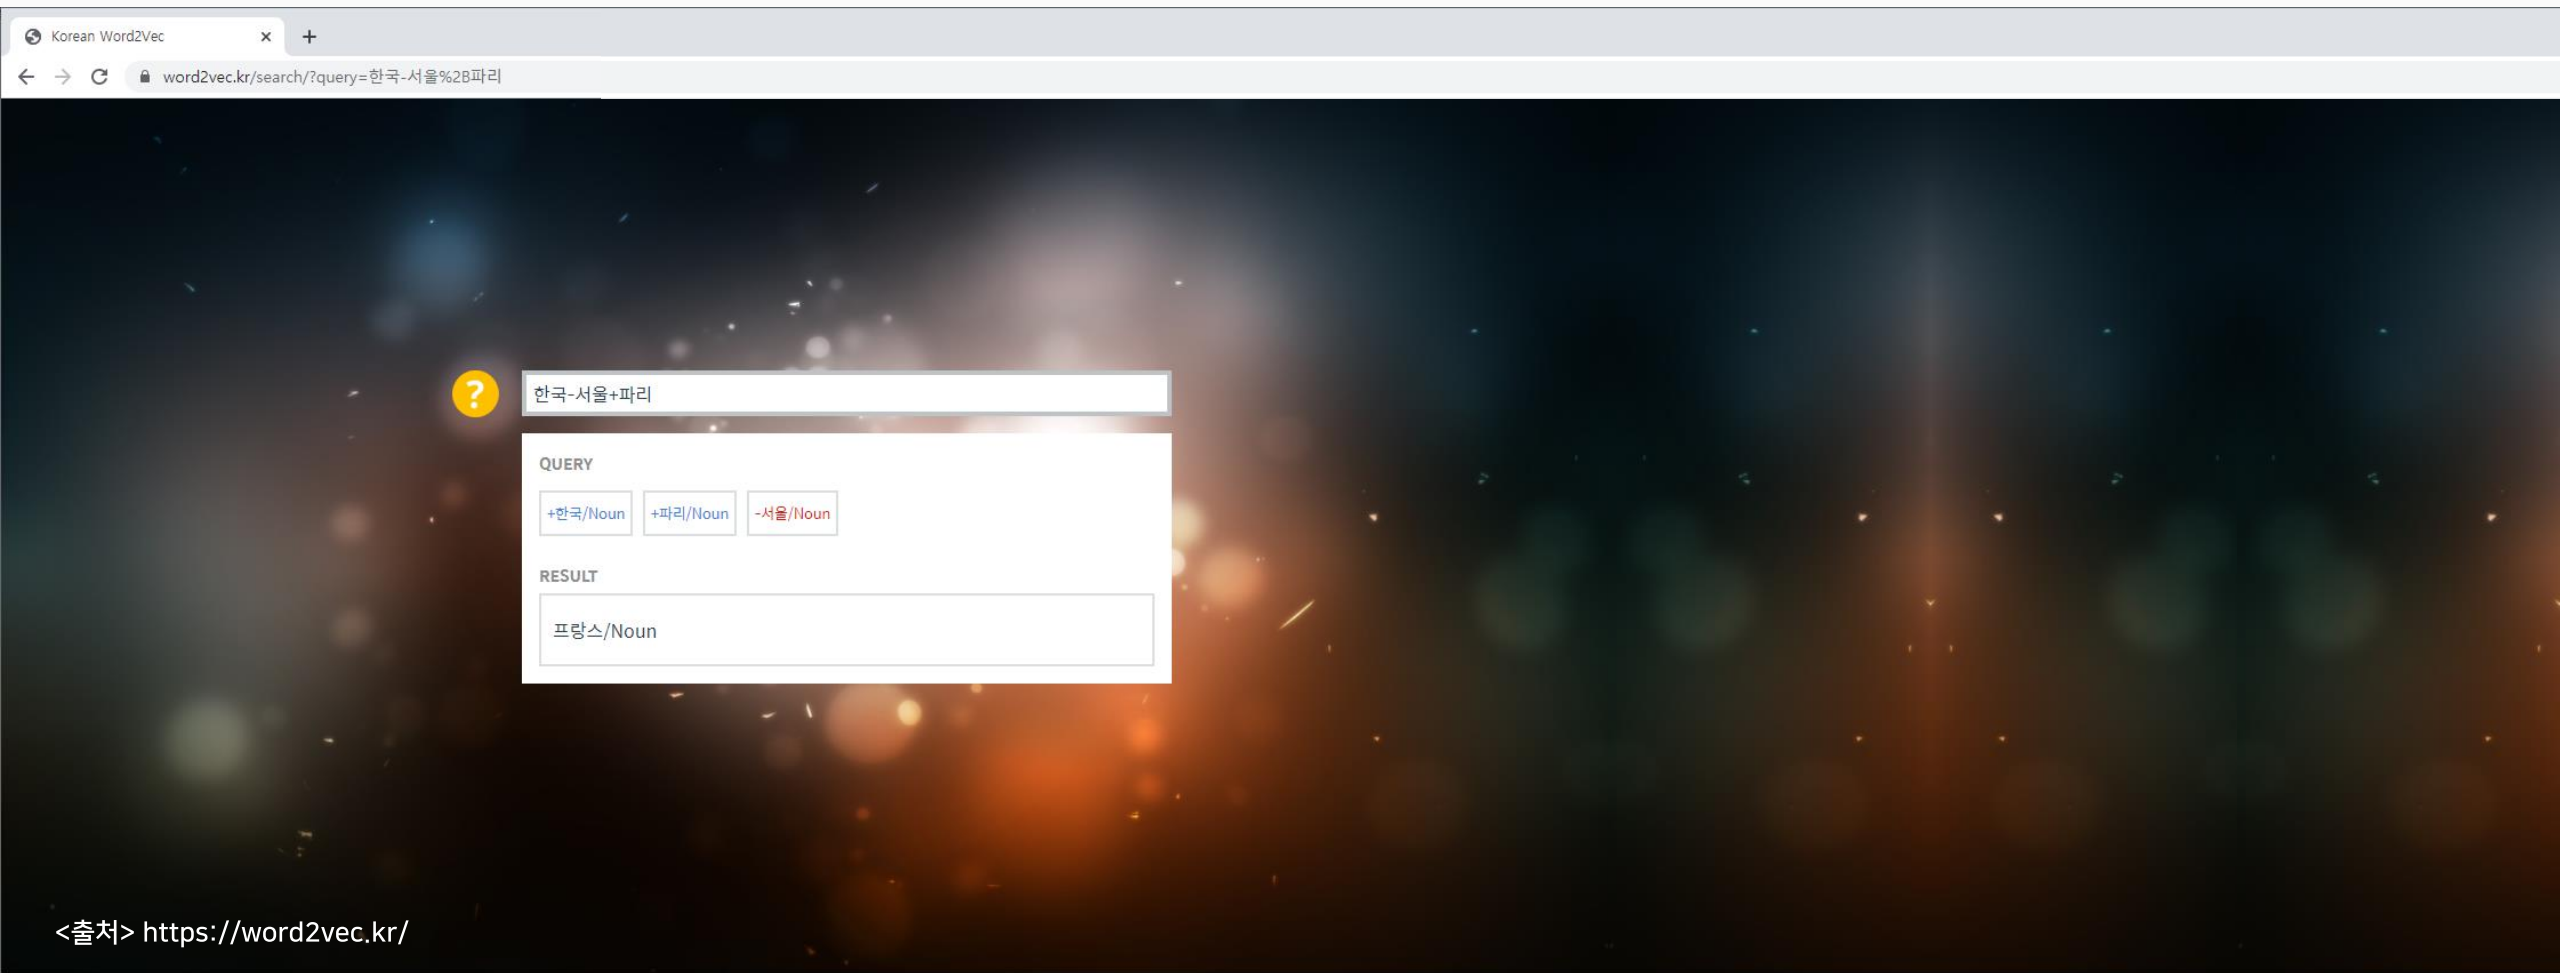 Korean Word2Vec
word2vec.kr/search/?query=한국-서울%2B파리
?
한국-서울+파리
QUERY
+한국/Noun +파리/Noun -서울/Noun
RESULT
프랑스/Noun
<출처> https://word2vec.kr/